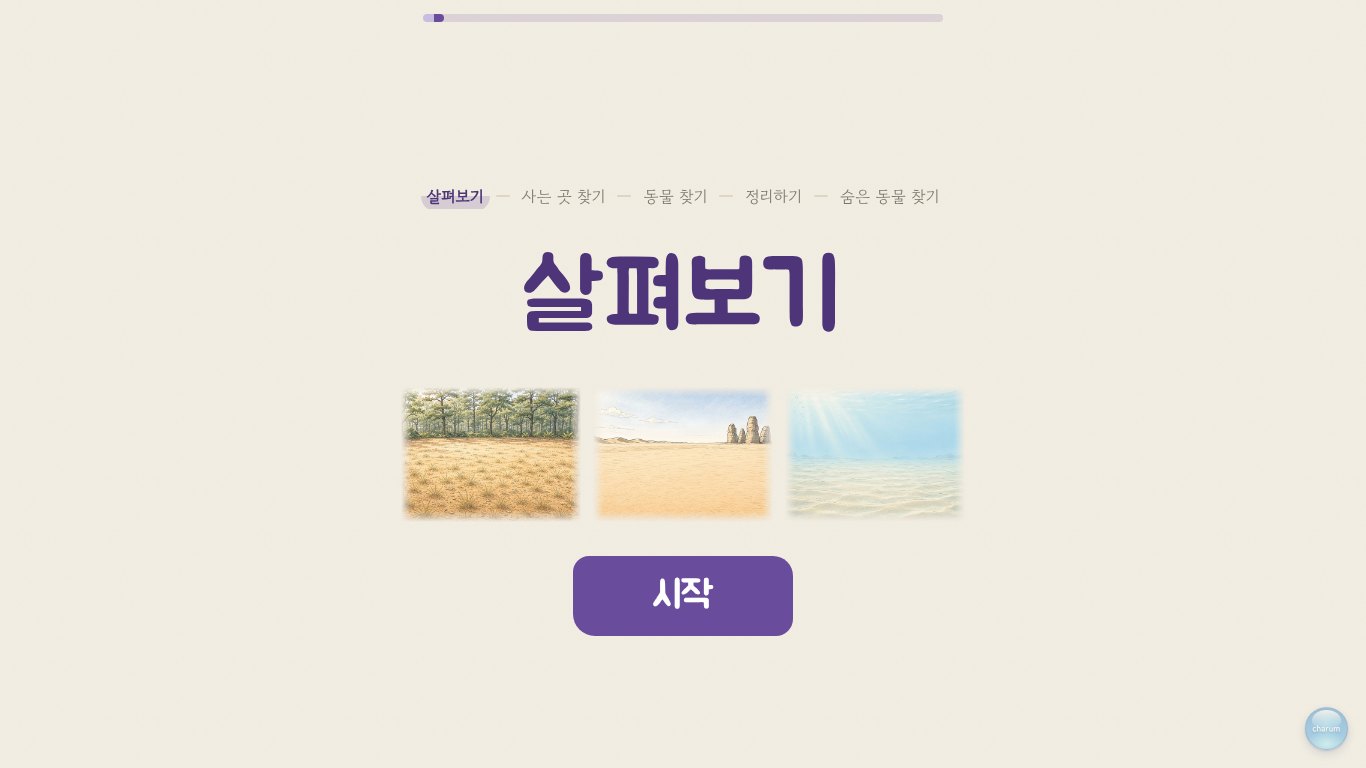 살펴보기 — 사는 곳 찾기 — 동물 찾기 — 정리하기 — 숨은 동물 찾기
살펴보기
시작
charum